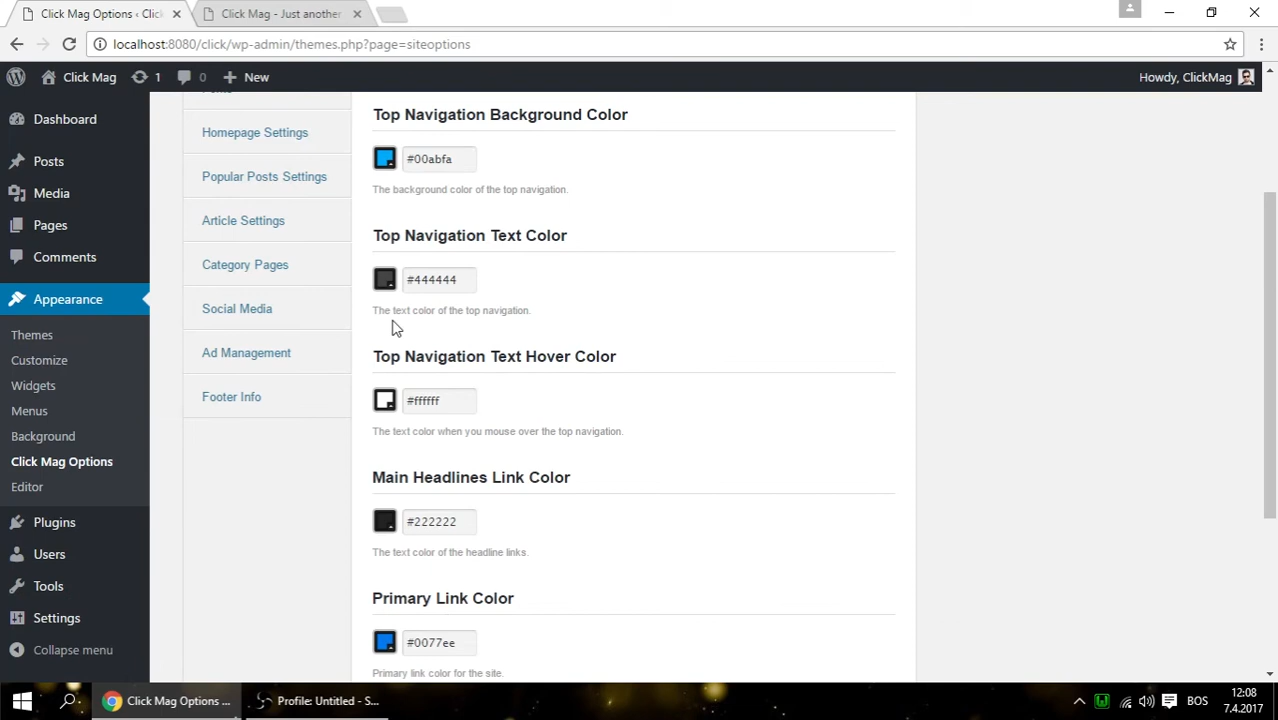 Click Mag Options ‹ Clic
Click Mag - Just another
localhost:8080/click/wp-admin/themes.php?page=siteoptions
Click Mag
1
0
New
Howdy, ClickMag
Dashboard
Posts
Media
Pages
Comments
Appearance
Themes
Customize
Widgets
Menus
Background
Click Mag Options
Editor
Plugins
Users
Tools
Settings
Collapse menu
Homepage Settings
Popular Posts Settings
Article Settings
Category Pages
Social Media
Ad Management
Footer Info
Top Navigation Background Color
#00abfa
The background color of the top navigation.
Top Navigation Text Color
#444444
The text color of the top navigation.
Top Navigation Text Hover Color
#ffffff
The text color when you mouse over the top navigation.
Main Headlines Link Color
#222222
The text color of the headline links.
Primary Link Color
#0077ee
Primary link color for the site.
Click Mag Options ...
Profile: Untitled - S...
BOS
12:08
7.4.2017